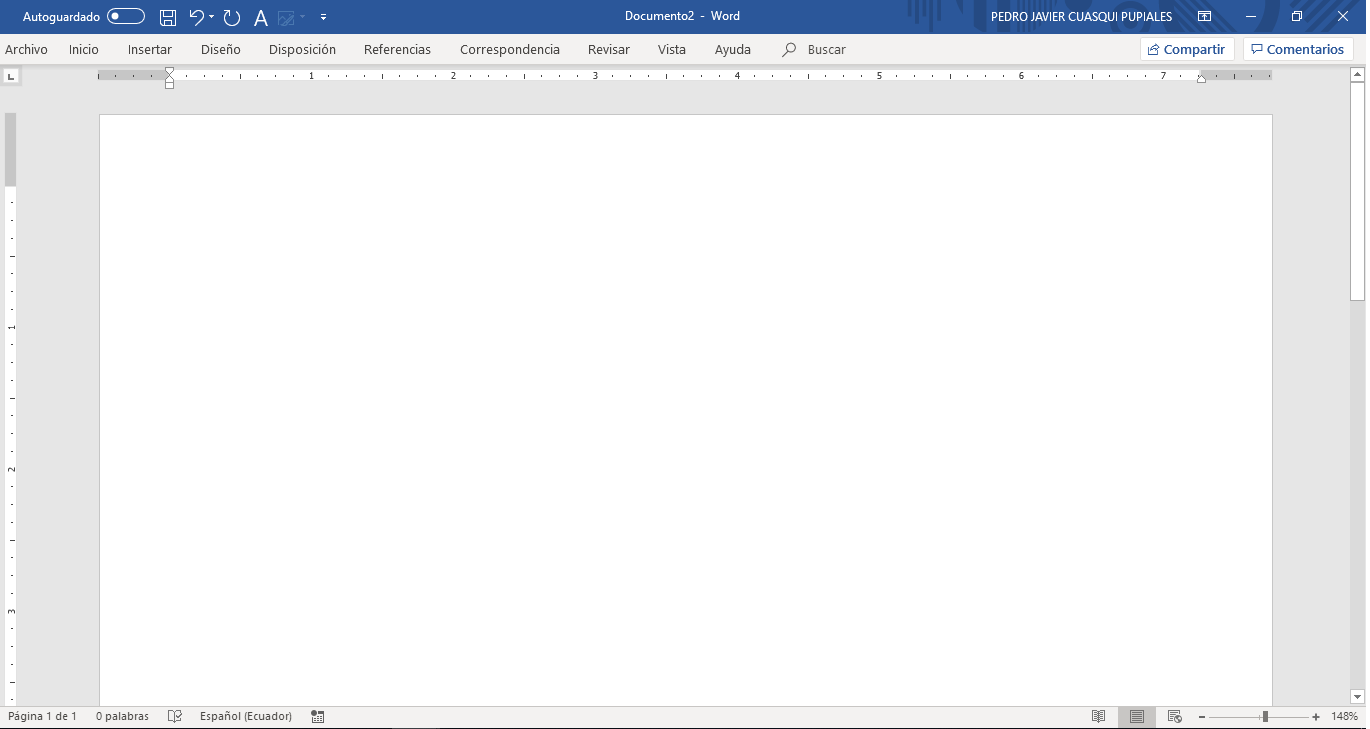 Autoguardado Documento2 - Word PEDRO JAVIER CUASQUI PUPIALES
Archivo Inicio Insertar Diseño Disposición Referencias Correspondencia Revisar Vista Ayuda Buscar Compartir Comentarios
1 2 3 4 5 6 7
1
2
3
Página 1 de 1 0 palabras Español (Ecuador) 148%